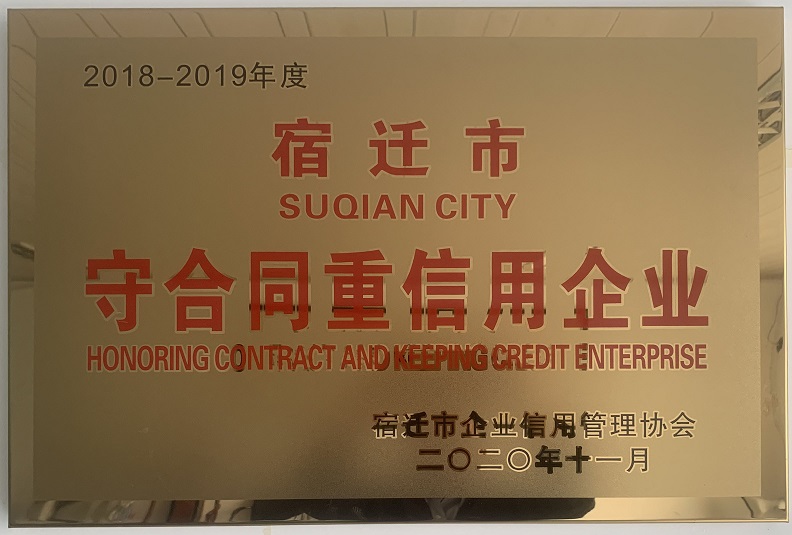 2018-2019年度
宿迁市
SUQIAN CITY
守合同重信用企业
HONORING CONTRACT AND KEEPING CREDIT ENTERPRISE
宿迁市企业信用管理协会
二〇二〇年十一月